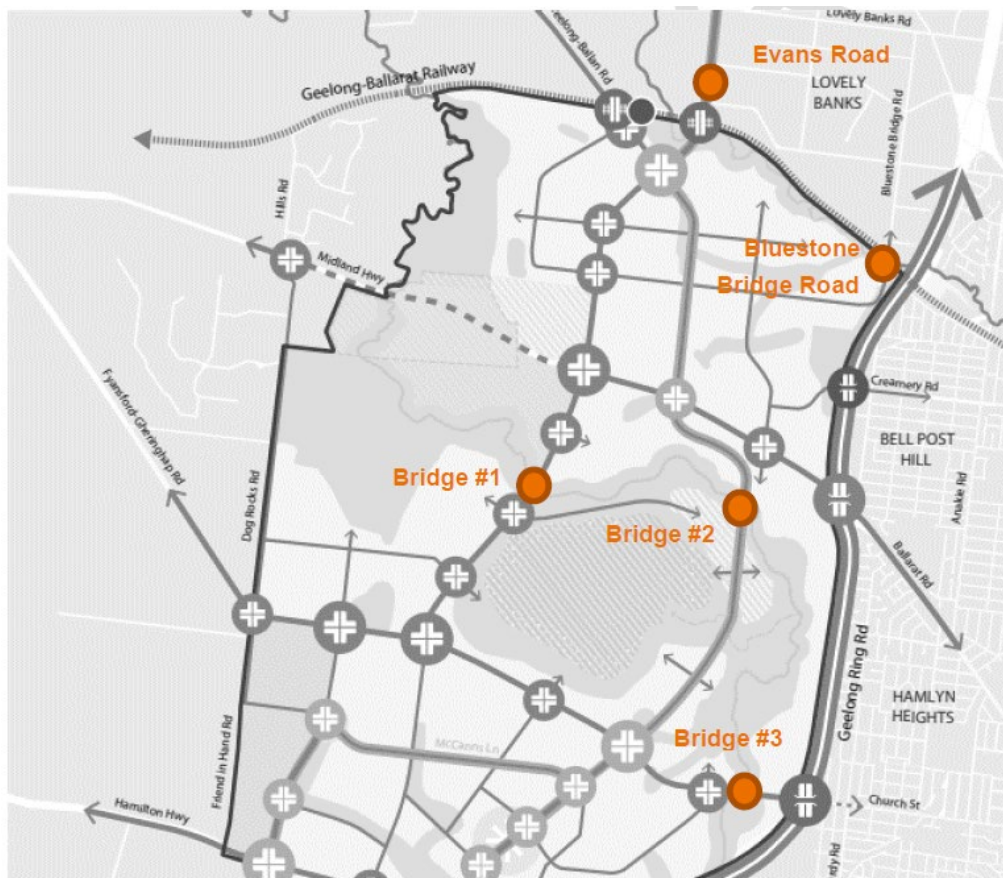 Lovely Banks Rd
Geelong-Ballan Rd
Evans Road
LOVELY
BANKS
Geelong-Ballarat Railway
Bluestone Bridge Rd
Hills Rd
Midland Hwy
Bluestone
Bridge Road
Fyansford-Gheringhap Rd
Creamery Rd
BELL POST
HILL
Bridge #1
Anakie Rd
Dog Rocks Rd
Bridge #2
Ballarat Rd
Geelong Ring Rd
HAMLYN
HEIGHTS
Friend in Hand Rd
McCanns Ln
Bridge #3
Hamilton Hwy
Church St